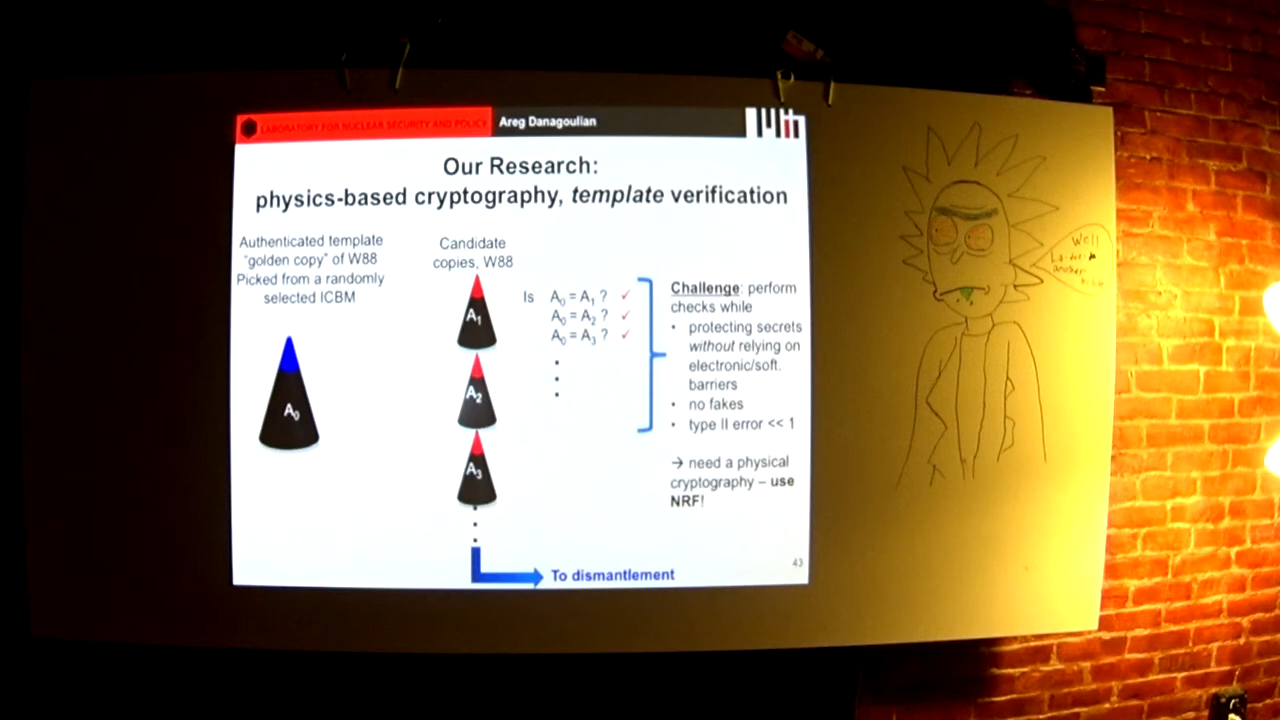 LABORATORY FOR NUCLEAR SECURITY AND POLICY
Areg Danagoulian
Our Research:
physics-based cryptography, template verification
Authenticated template
"golden copy" of W88
Picked from a randomly
selected ICBM
A0
Candidate
copies, W88
A1
A2
A3
Is A0 = A1 ? ✓
A0 = A2 ? ✓
A0 = A3 ? ✓
Challenge: perform
checks while
• protecting secrets
without relying on
electronic/soft.
barriers
• no fakes
• type II error << 1
→ need a physical
cryptography – use
NRF!
To dismantlement
43
Well
another